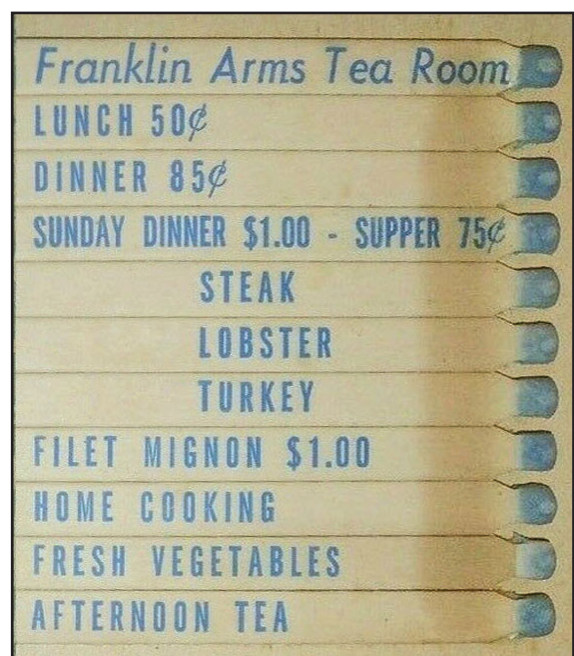 Franklin Arms Tea Room
LUNCH 50¢
DINNER 85¢
SUNDAY DINNER $1.00 - SUPPER 75¢
STEAK
LOBSTER
TURKEY
FILET MIGNON $1.00
HOME COOKING
FRESH VEGETABLES
AFTERNOON TEA